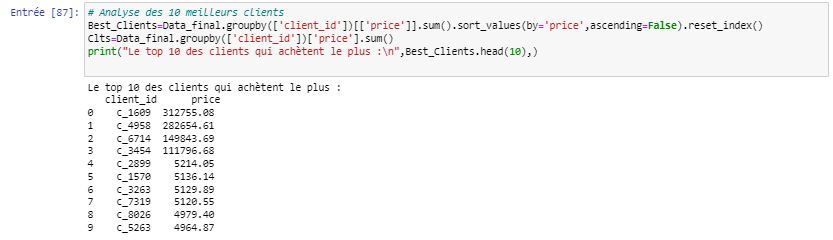 Entrée [87]: # Analyse des 10 meilleurs clients
Best_Clients=Data_final.groupby(['client_id'])[['price']].sum().sort_values(by='price',ascending=False).reset_index()
Clts=Data_final.groupby(['client_id'])['price'].sum()
print("Le top 10 des clients qui achètent le plus :\n",Best_Clients.head(10),)
Le top 10 des clients qui achètent le plus :
client_id price
0 c_1609 312755.08
1 c_4958 282654.61
2 c_6714 149843.69
3 c_3454 111796.68
4 c_2899 5214.05
5 c_1570 5136.14
6 c_3263 5129.89
7 c_7319 5120.55
8 c_8026 4979.40
9 c_5263 4964.87